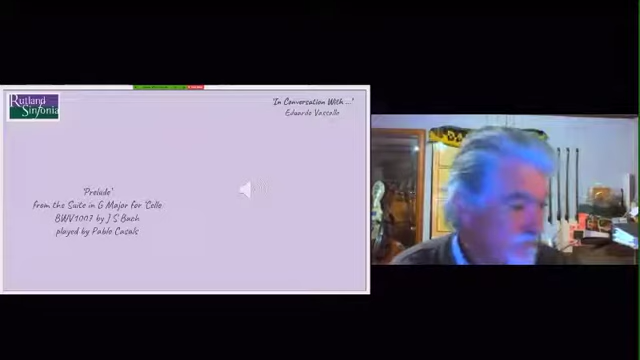 Rutland
Sinfonia
'In Conversation With ...'
Eduardo Vassallo
'Prelude'
from the Suite in G Major for 'Cello
BWV1007 by J S Bach
played by Pablo Casals